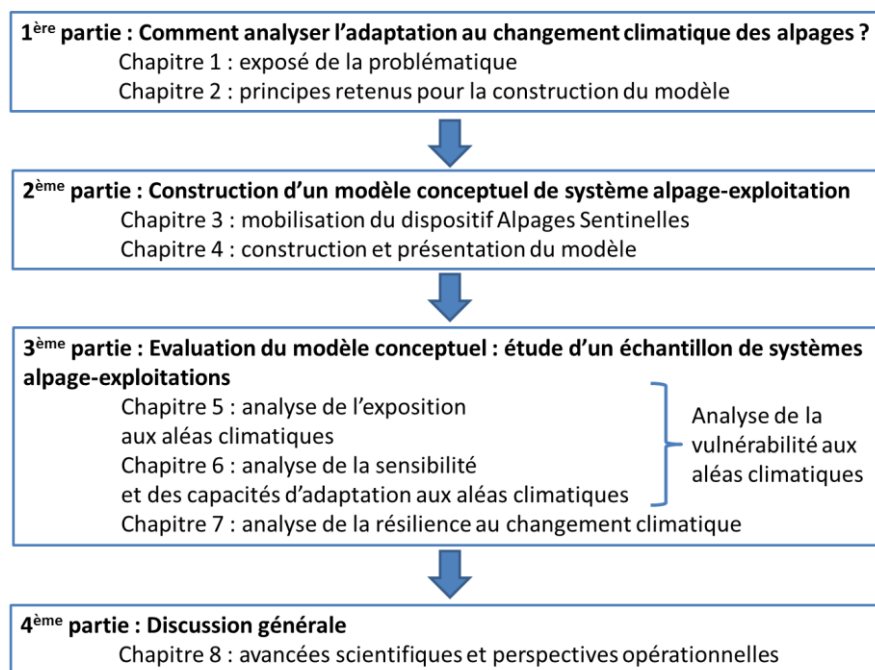 1ère partie : Comment analyser l'adaptation au changement climatique des alpages ?
Chapitre 1 : exposé de la problématique
Chapitre 2 : principes retenus pour la construction du modèle
2ème partie : Construction d'un modèle conceptuel de système alpage-exploitation
Chapitre 3 : mobilisation du dispositif Alpages Sentinelles
Chapitre 4 : construction et présentation du modèle
3ème partie : Evaluation du modèle conceptuel : étude d'un échantillon de systèmes
alpage-exploitations
Chapitre 5 : analyse de l'exposition
aux aléas climatiques
Chapitre 6 : analyse de la sensibilité
et des capacités d'adaptation aux aléas climatiques
Analyse de la
vulnérabilité aux
aléas climatiques
Chapitre 7 : analyse de la résilience au changement climatique
4ème partie : Discussion générale
Chapitre 8 : avancées scientifiques et perspectives opérationnelles